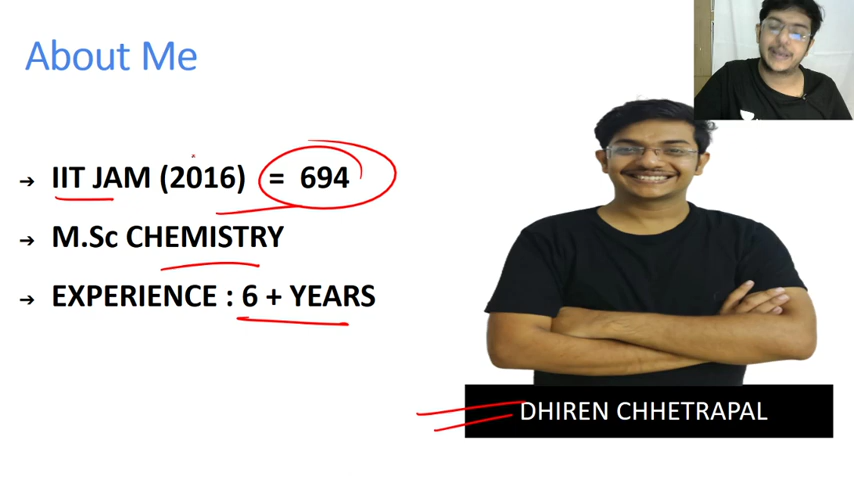 About Me
→ IIT JAM (2016) = 694
→ M.Sc CHEMISTRY
→ EXPERIENCE : 6 + YEARS
DHIREN CHHETRAPAL